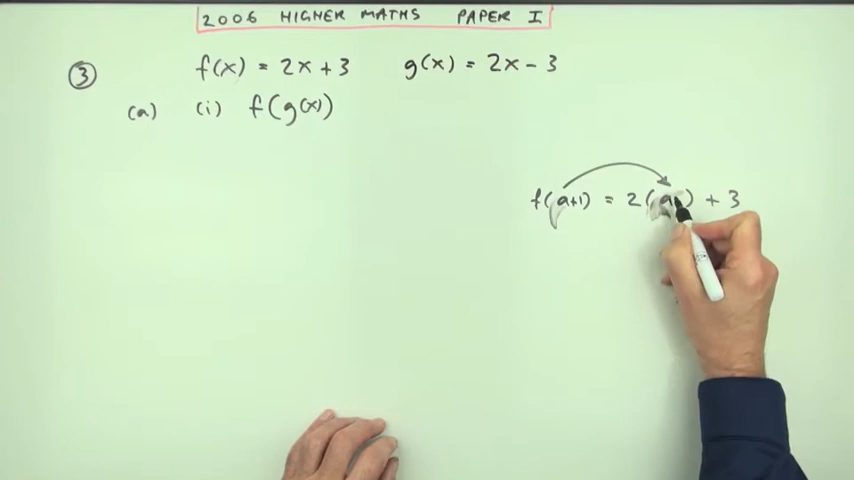 2006 HIGHER MATHS PAPER I
③ f(x) = 2x + 3 g(x) = 2x - 3
(a) (i) f(g(x))
f(a+1) = 2(a ) + 3